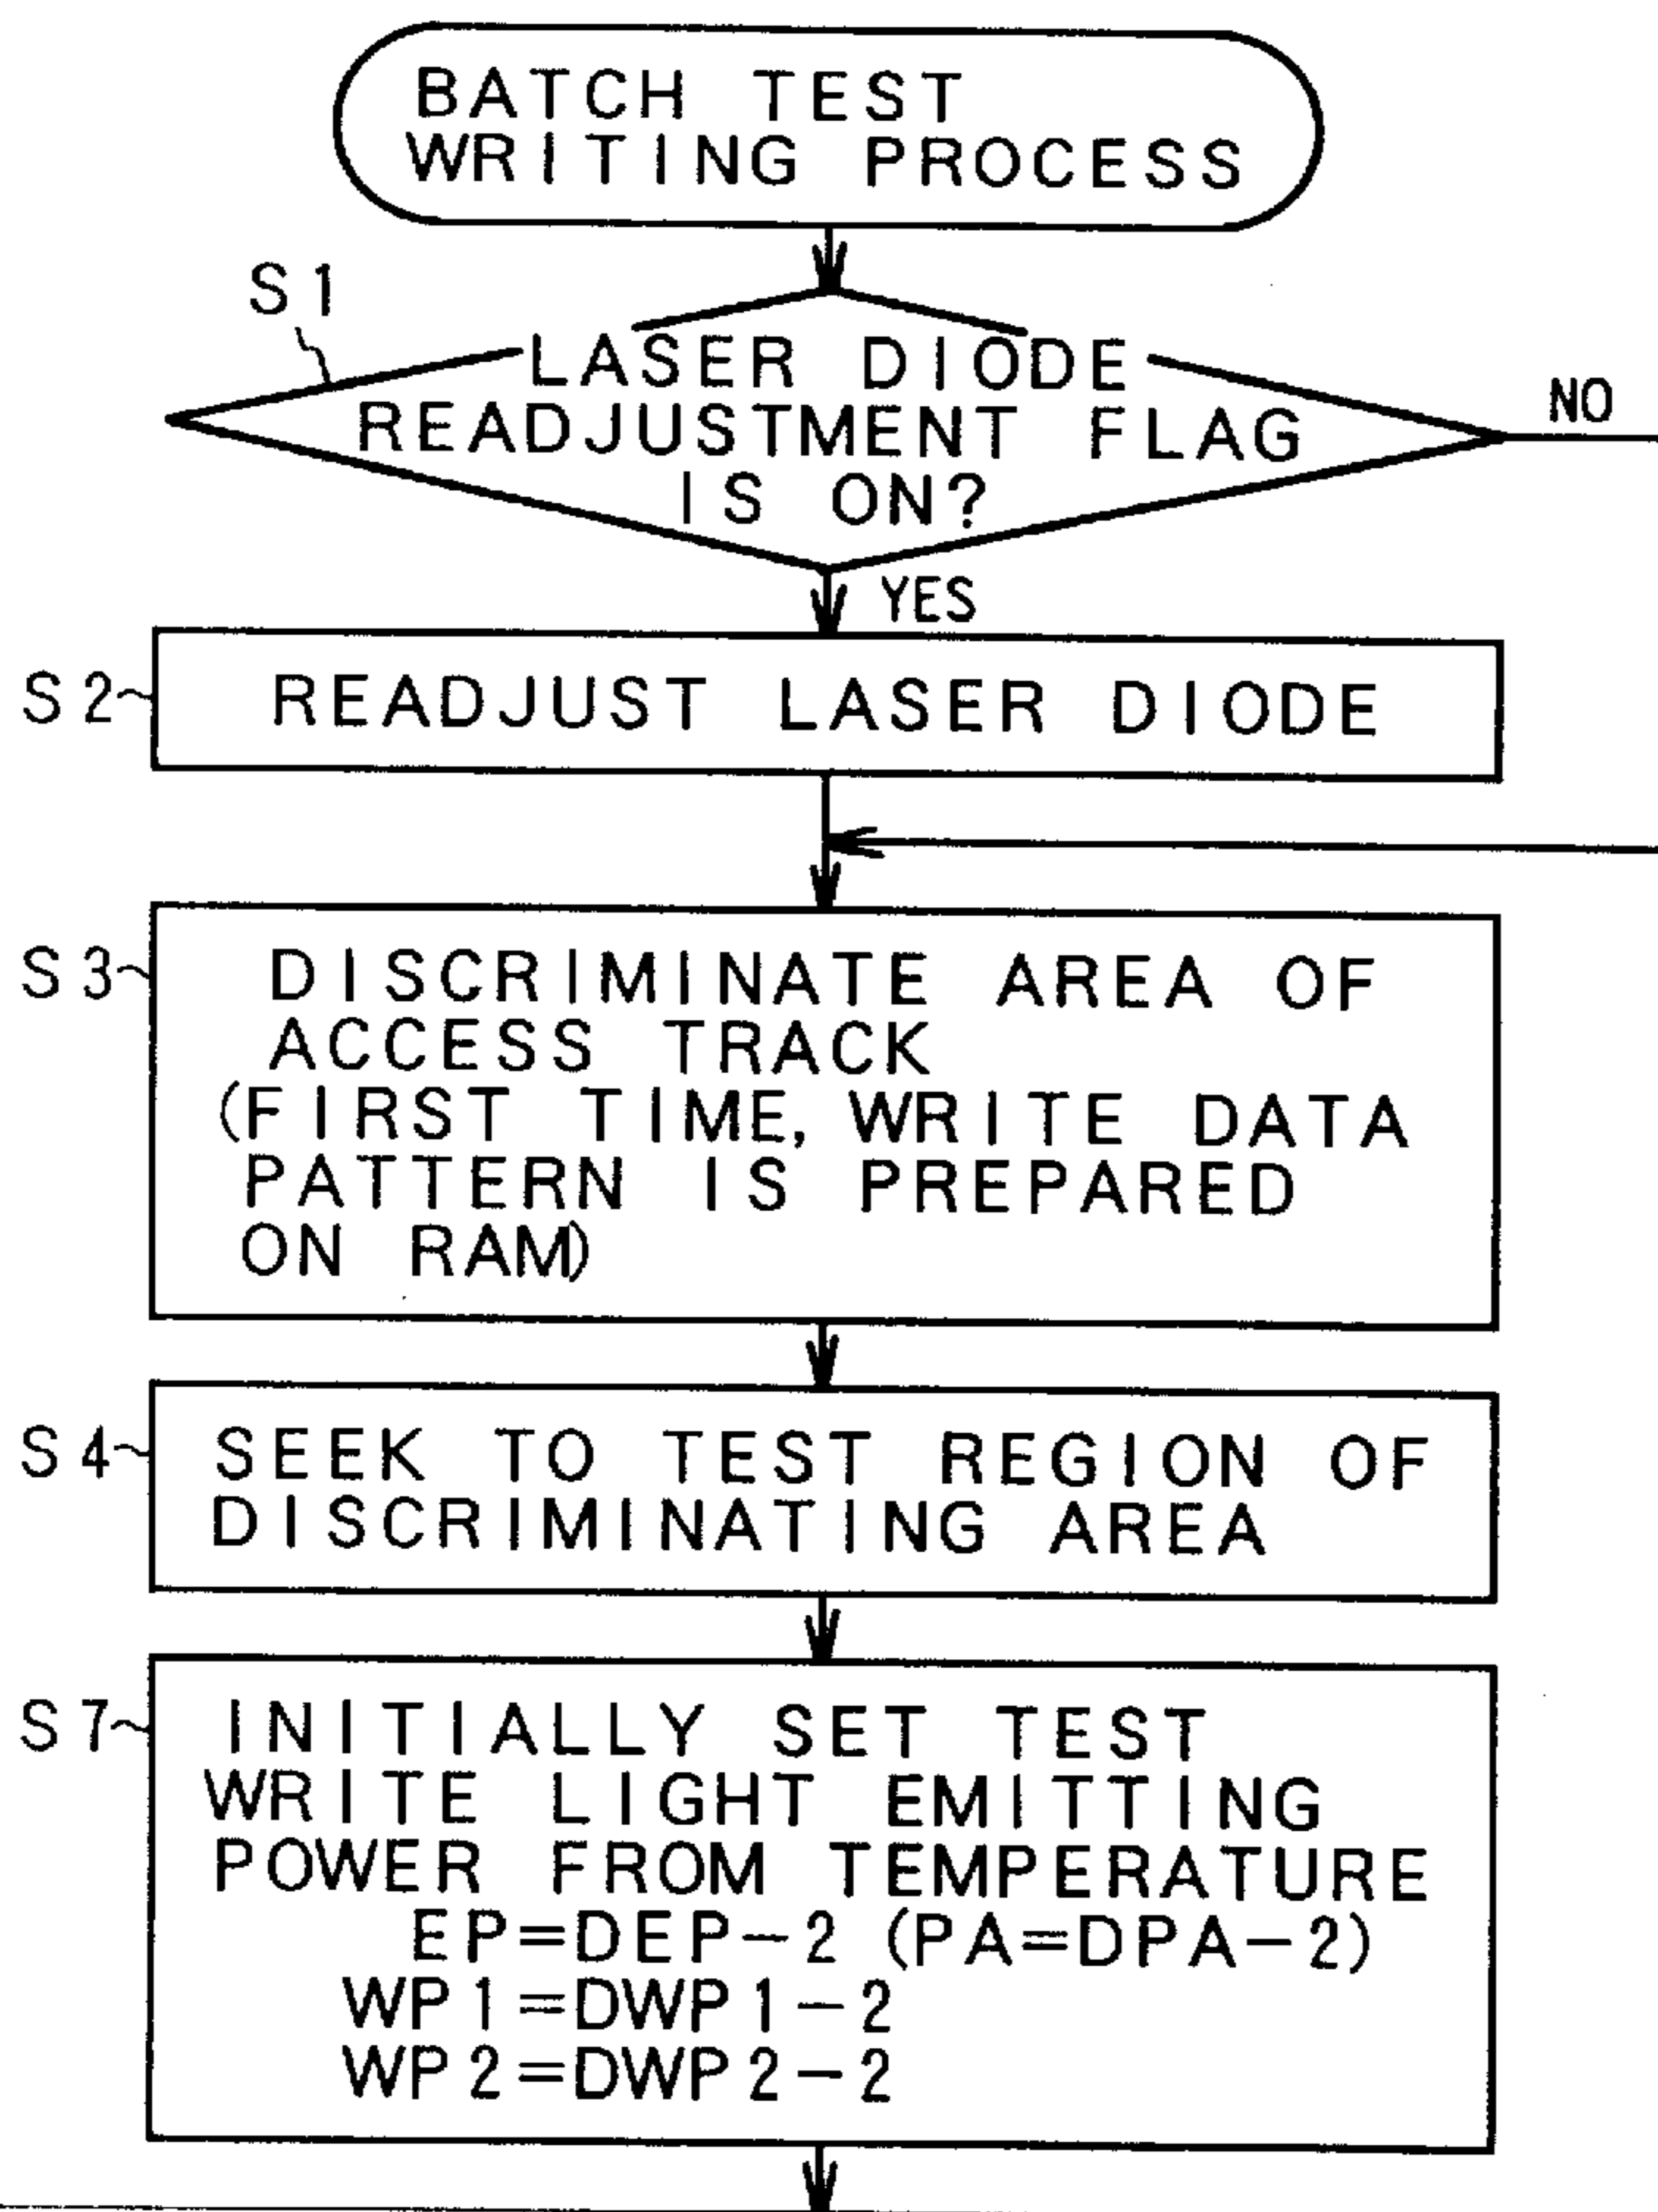 BATCH TEST
WRITING PROCESS
S1
LASER DIODE
READJUSTMENT FLAG
IS ON?
NO
YES
S2
READJUST LASER DIODE
S3
DISCRIMINATE AREA OF
ACCESS TRACK
(FIRST TIME, WRITE DATA
PATTERN IS PREPARED
ON RAM)
S4
SEEK TO TEST REGION OF
DISCRIMINATING AREA
S7
INITIALLY SET TEST
WRITE LIGHT EMITTING
POWER FROM TEMPERATURE
EP=DEP-2 (PA=DPA-2)
WP1=DWP1-2
WP2=DWP2-2